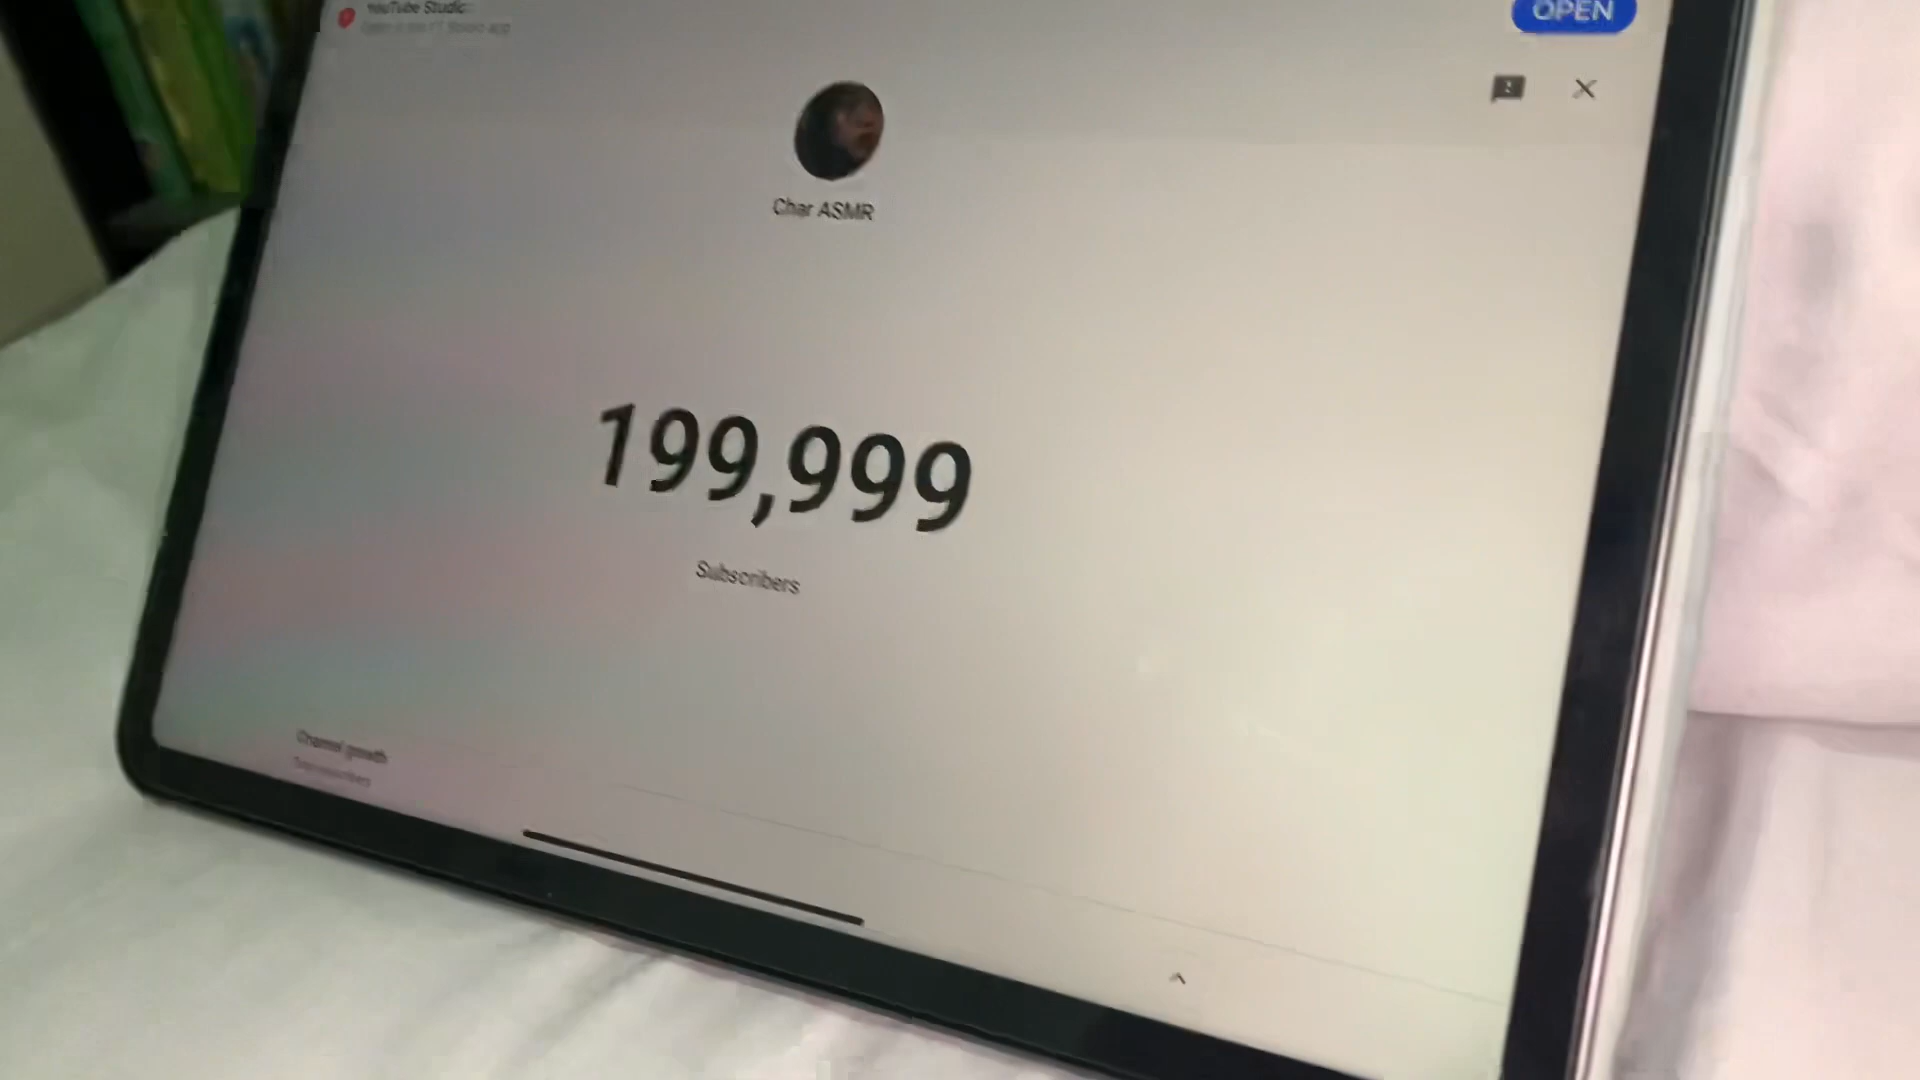 YouTube Studio
OPEN
Char ASMR
199,999
Subscribers
Channel growth